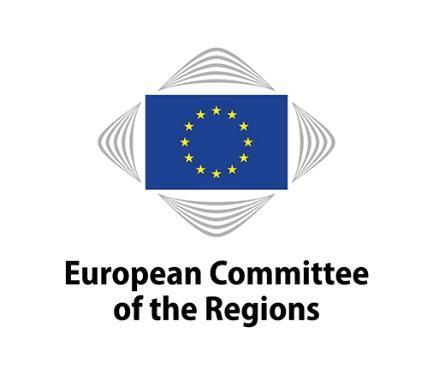 European Committee
of the Regions